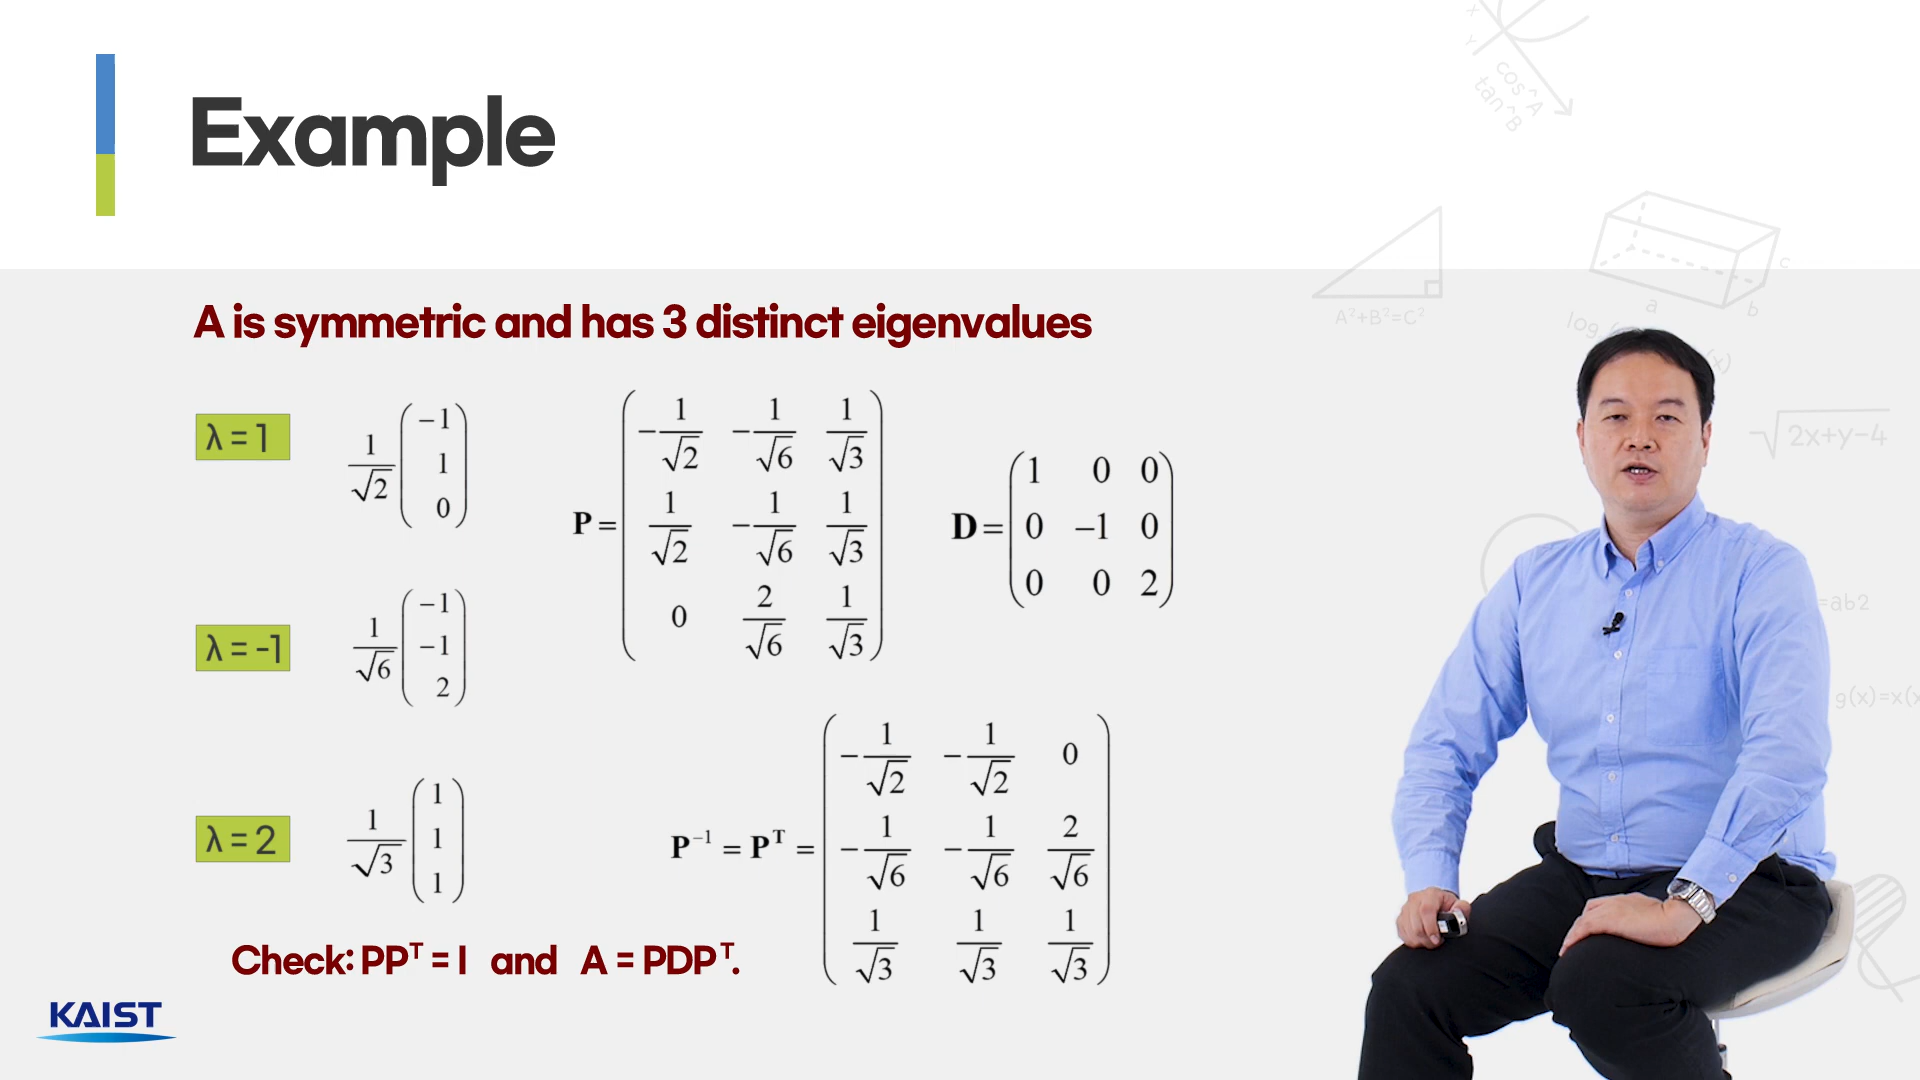 Example
A is symmetric and has 3 distinct eigenvalues
λ = 1
1/√2 (−1 1 0)
λ = -1
1/√6 (−1 −1 2)
λ = 2
1/√3 (1 1 1)
P = 
−1/√2 −1/√6 1/√3
1/√2 −1/√6 1/√3
0 2/√6 1/√3
D =
1 0 0
0 −1 0
0 0 2
P⁻¹ = Pᵀ =
−1/√2 −1/√2 0
−1/√6 −1/√6 2/√6
1/√3 1/√3 1/√3
Check: PPᵀ = I and A = PDPᵀ.
KAIST
X
Y
cos^A
tan^B
A²+B²=C²
a
b
c
log
(x)
√2x+y−4
=ab2
g(x)=x(x